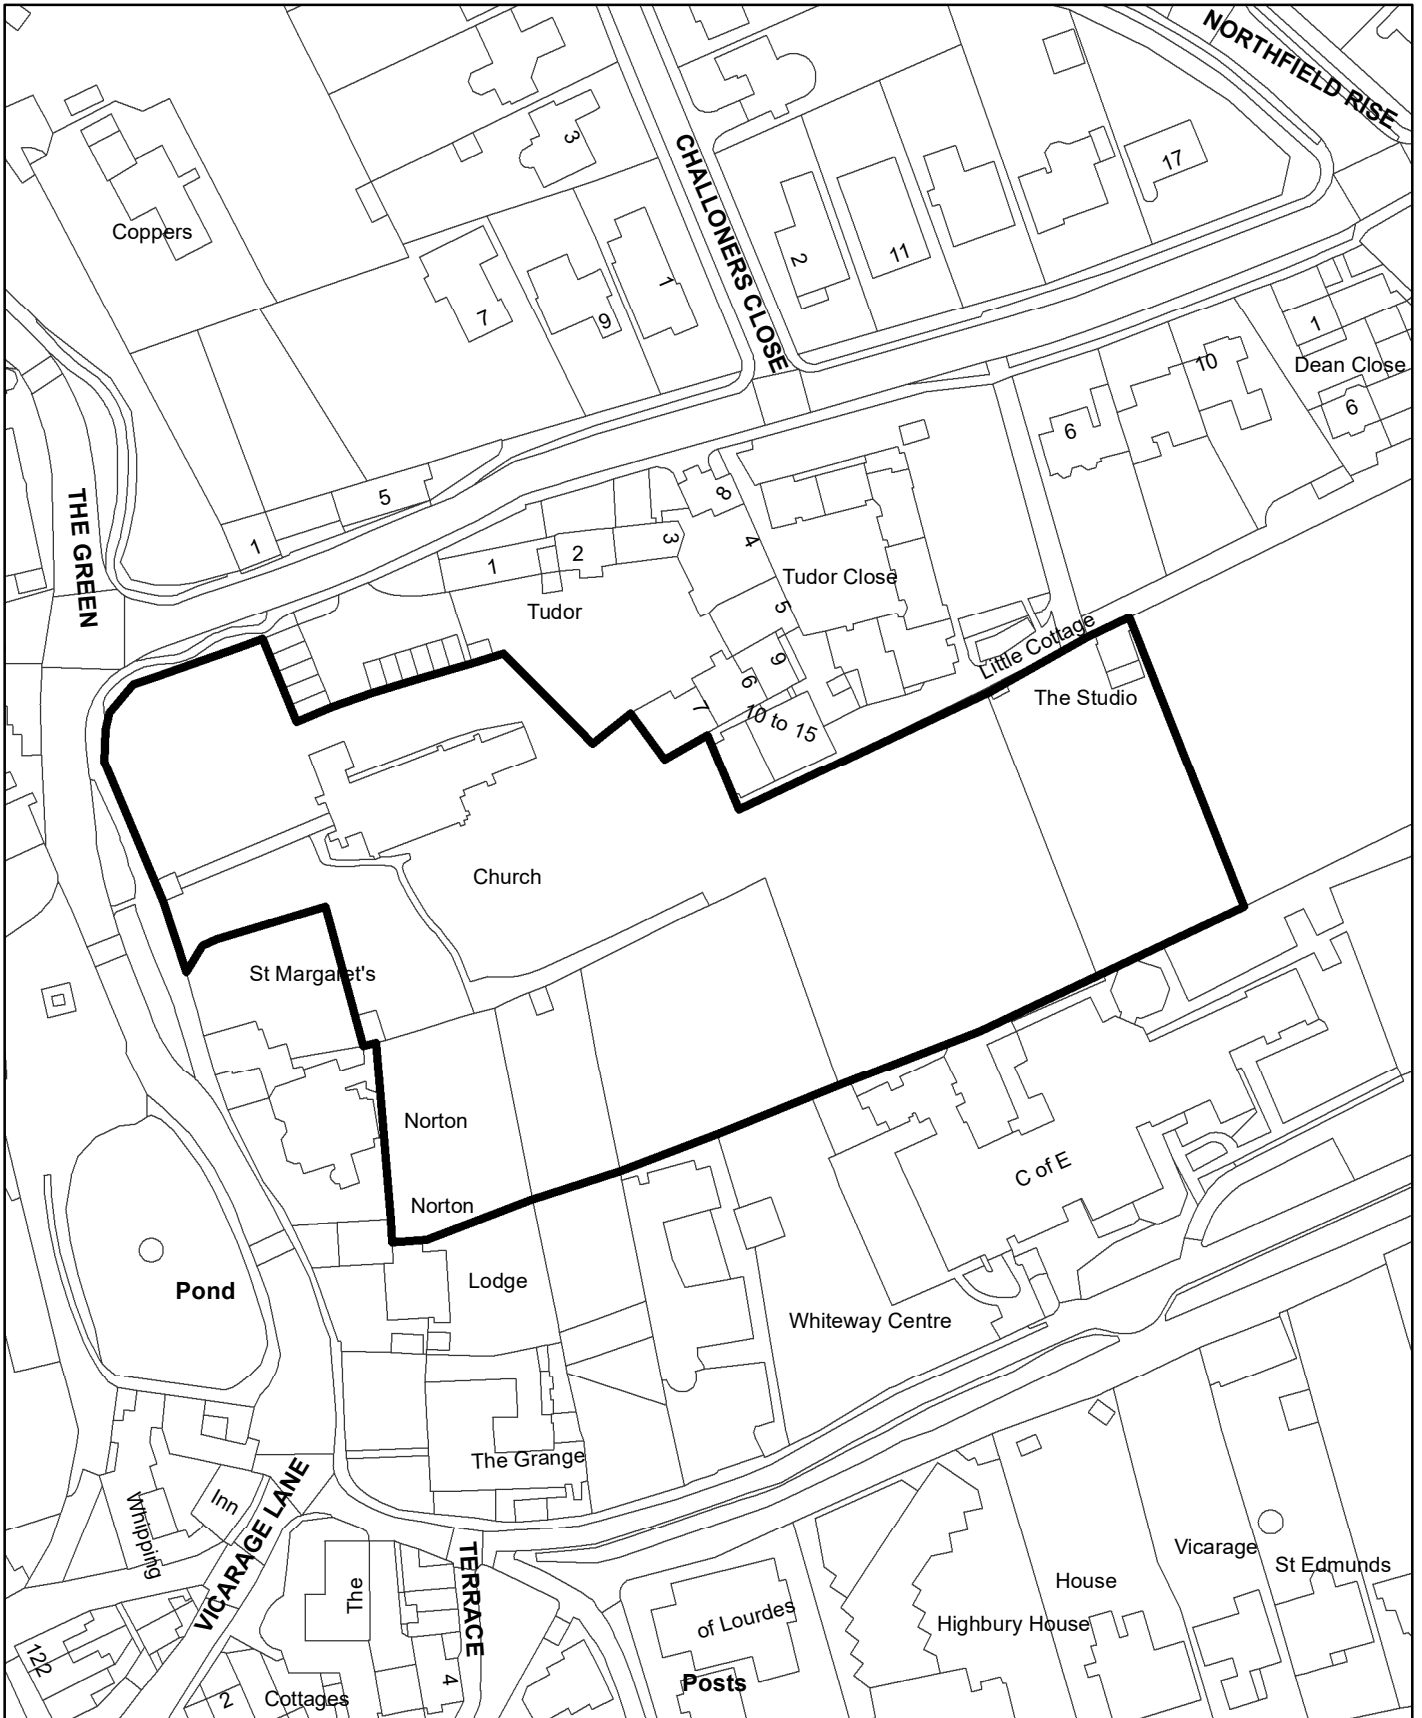 NORTHFIELD RISE
3
CHALLONERS CLOSE
17
Coppers
2
11
1
7
9
1
Dean Close
10
6
6
5
8
THE GREEN
1
3
4
2
1
Tudor Close
Tudor
5
Little Cottage
9
6
The Studio
7
10 to 15
Church
St Margaret's
Norton
C of E
Norton
Lodge
Pond
Whiteway Centre
The Grange
Inn
Whipping
VICARAGE LANE
TERRACE
Vicarage
St Edmunds
The
House
of Lourdes
Highbury House
122
4
Posts
2
Cottages